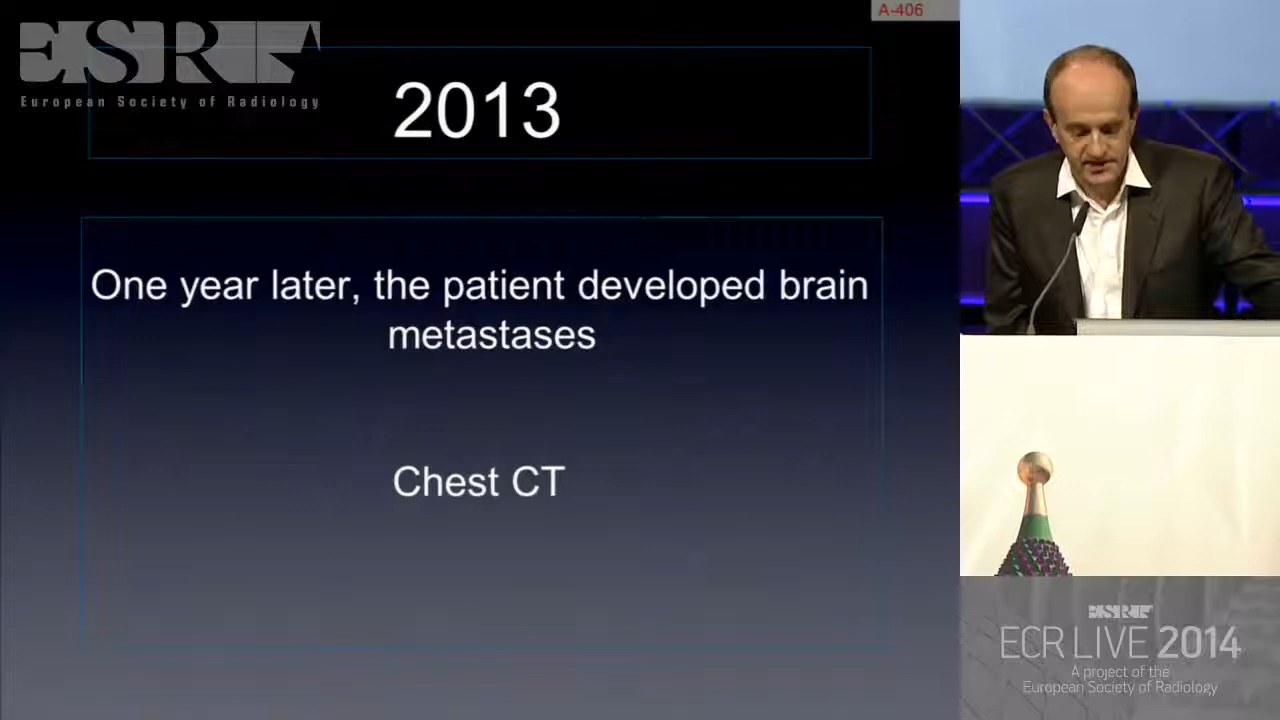 A-406
ESR
European Society of Radiology
2013
One year later, the patient developed brain
metastases
Chest CT
ESR
ECR LIVE 2014
A project of the
European Society of Radiology